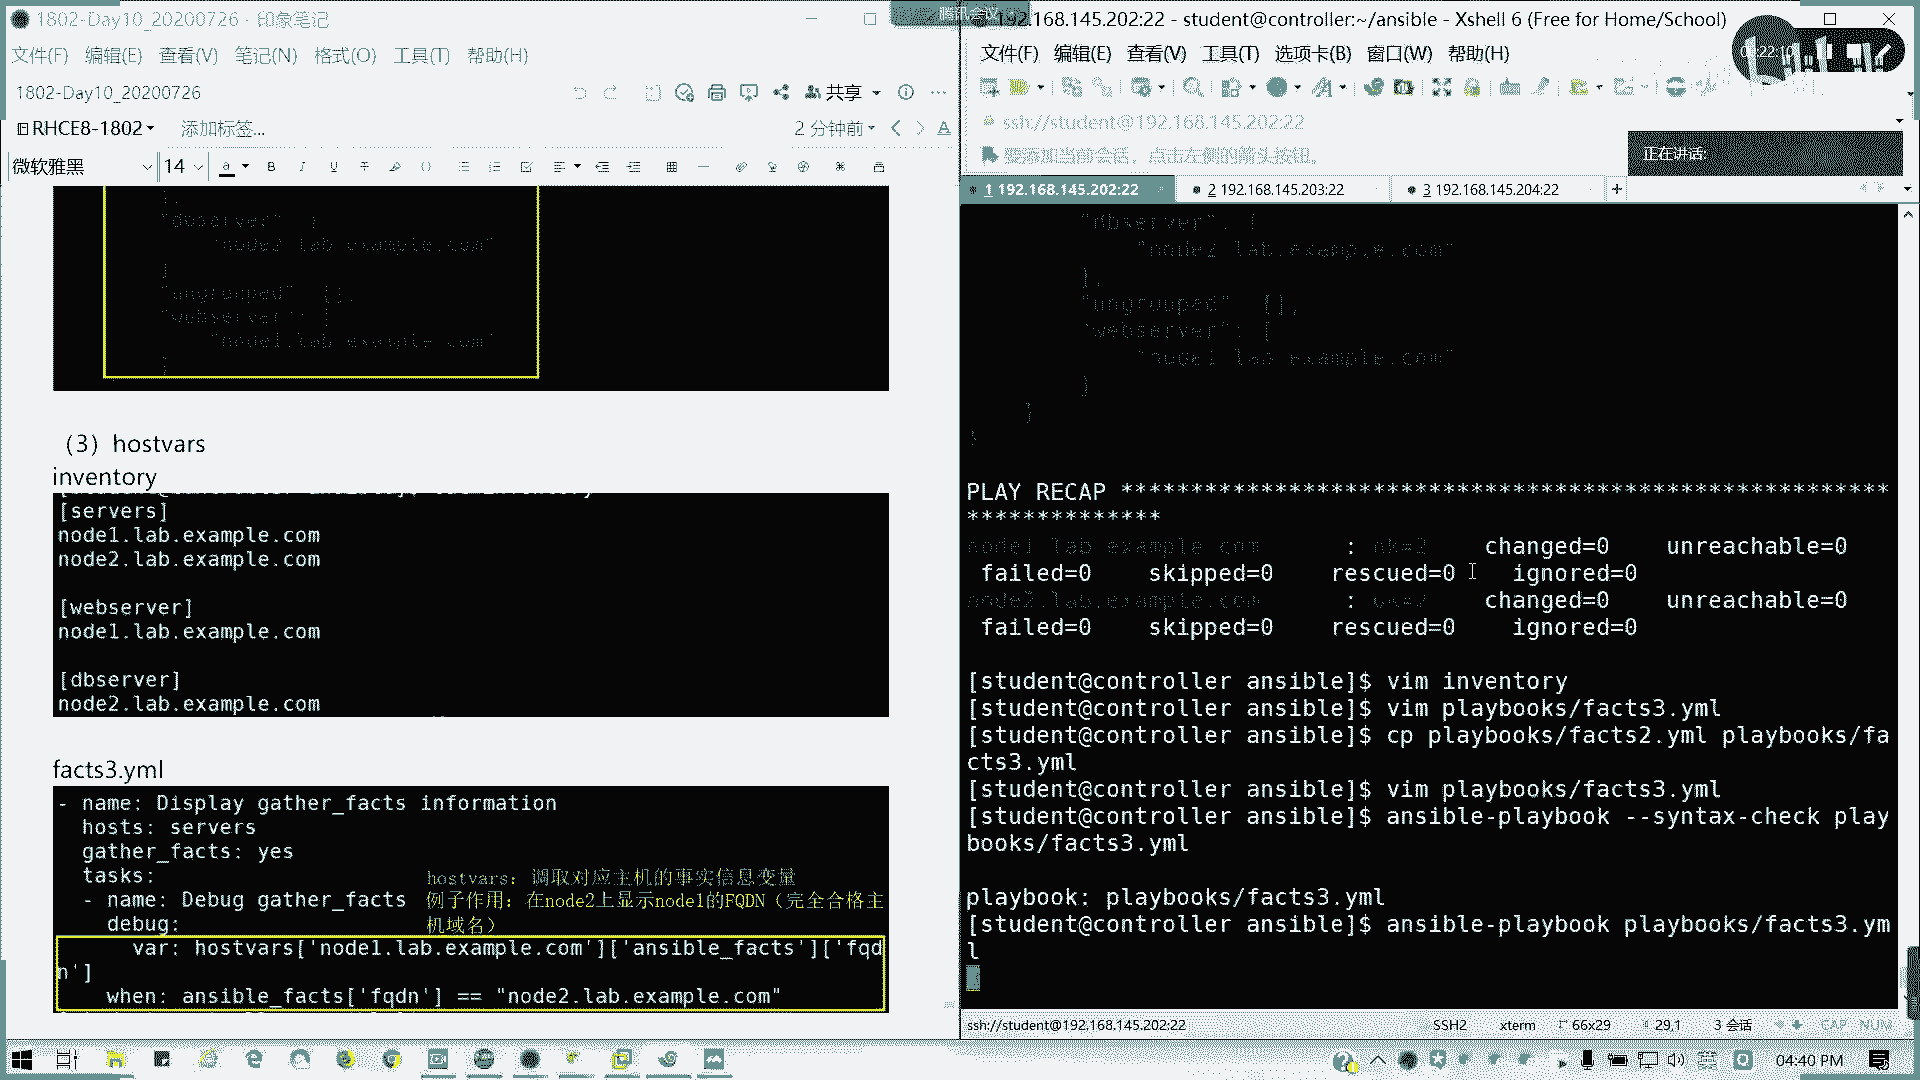 1802-Day10_20200726 - 印象笔记
文件(F) 编辑(E) 查看(V) 笔记(N) 格式(O) 工具(T) 帮助(H)
1802-Day10_20200726
共享
RHCE8-1802
添加标签...
2 分钟前
微软雅黑
14
"dbserver": [
"node2.lab.example.com"
]
"ungrouped": [],
"webserver": [
"node1.lab.example.com"
]
（3）hostvars
inventory
[servers]
node1.lab.example.com
node2.lab.example.com
[webserver]
node1.lab.example.com
[dbserver]
node2.lab.example.com
facts3.yml
- name: Display gather_facts information
hosts: servers
gather_facts: yes
tasks:
hostvars：调取对应主机的事实信息变量
- name: Debug gather_facts
例子作用：在node2上显示node1的FQDN（完全合格主
debug:
机域名）
var: hostvars['node1.lab.example.com']['ansible_facts']['fqd
n']
when: ansible_facts['fqdn'] == "node2.lab.example.com"
腾讯会议
192.168.145.202:22 - student@controller:~/ansible - Xshell 6 (Free for Home/School)
文件(F) 编辑(E) 查看(V) 工具(T) 选项卡(B) 窗口(W) 帮助(H)
ssh://student@192.168.145.202:22
要添加当前会话，点击左侧的箭头按钮。
正在讲话:
1 192.168.145.202:22
2 192.168.145.203:22
3 192.168.145.204:22
"dbserver": [
"node2.lab.example.com"
],
"ungrouped": [],
"webserver": [
"node1.lab.example.com"
]
}
}
PLAY RECAP *******************************************************
**************
node1.lab.example.com : ok=2 changed=0 unreachable=0
failed=0 skipped=0 rescued=0 ignored=0
node2.lab.example.com : ok=2 changed=0 unreachable=0
failed=0 skipped=0 rescued=0 ignored=0
[student@controller ansible]$ vim inventory
[student@controller ansible]$ vim playbooks/facts3.yml
[student@controller ansible]$ cp playbooks/facts2.yml playbooks/fa
cts3.yml
[student@controller ansible]$ vim playbooks/facts3.yml
[student@controller ansible]$ ansible-playbook --syntax-check play
books/facts3.yml
playbook: playbooks/facts3.yml
[student@controller ansible]$ ansible-playbook playbooks/facts3.ym
l
ssh://student@192.168.145.202:22
SSH2
xterm
66x29
29,1
3 会话
CAP NUM
04:40 PM